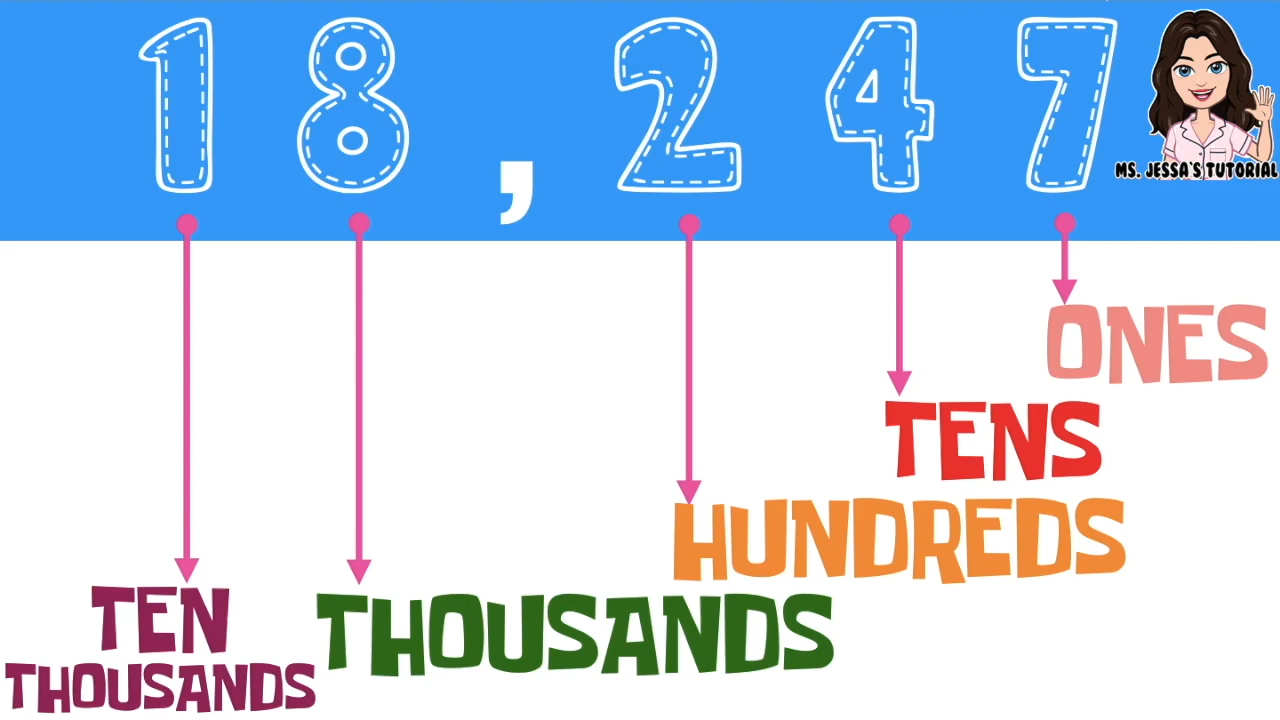 18,247
MS. JESSA'S TUTORIAL
ONES
TENS
HUNDREDS
THOUSANDS
TEN
THOUSANDS